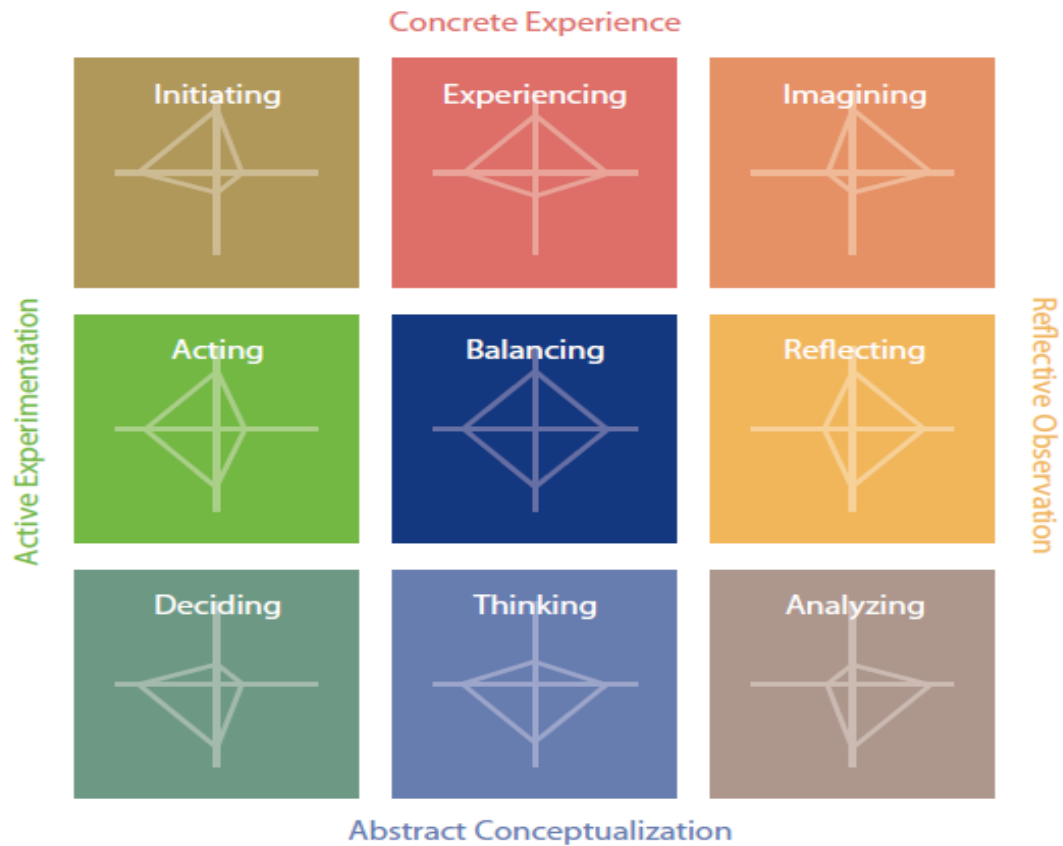 Concrete Experience
Initiating
Experiencing
Imagining
Active Experimentation
Acting
Balancing
Reflecting
Reflective Observation
Deciding
Thinking
Analyzing
Abstract Conceptualization